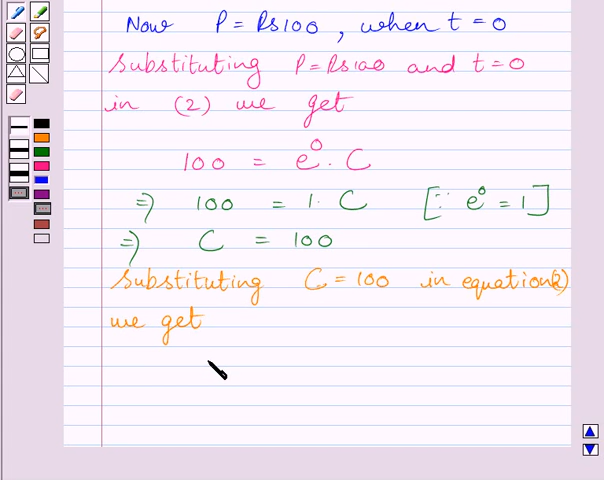 Now P = Rs100, when t = 0
Substituting P = Rs100 and t = 0
in (2) we get
100 = e⁰ . C
⇒ 100 = 1. C [∵ e⁰ = 1]
⇒ C = 100
Substituting C = 100 in equation(2)
we get